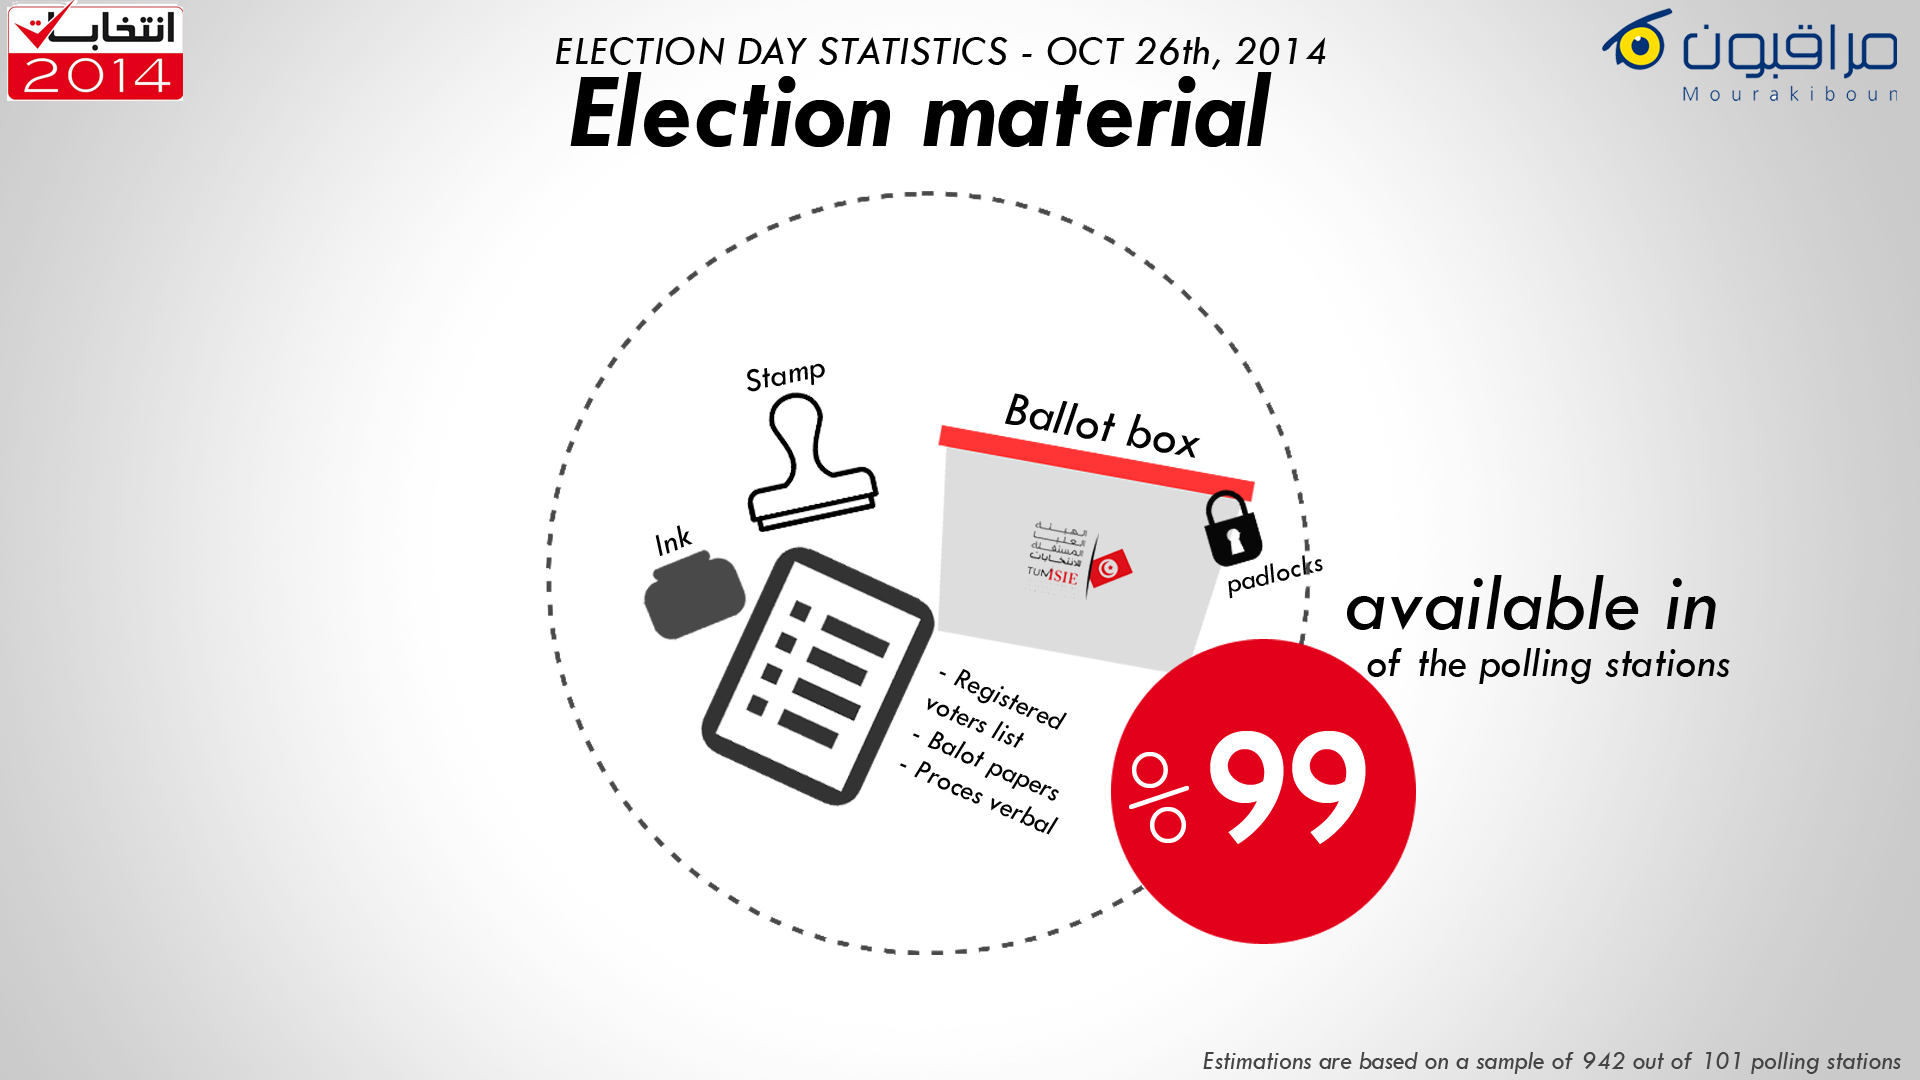 انتخابات
2014
ELECTION DAY STATISTICS - OCT 26th, 2014
Election material
مراقبون
Mourakiboun
Stamp
Ballot box
Ink
الهيئة
العليا
المستقلة
للانتخابات
TUNISIE
padlocks
available in
of the polling stations
- Registered
voters list
- Balot papers
- Proces verbal
% 99
Estimations are based on a sample of 942 out of 101 polling stations